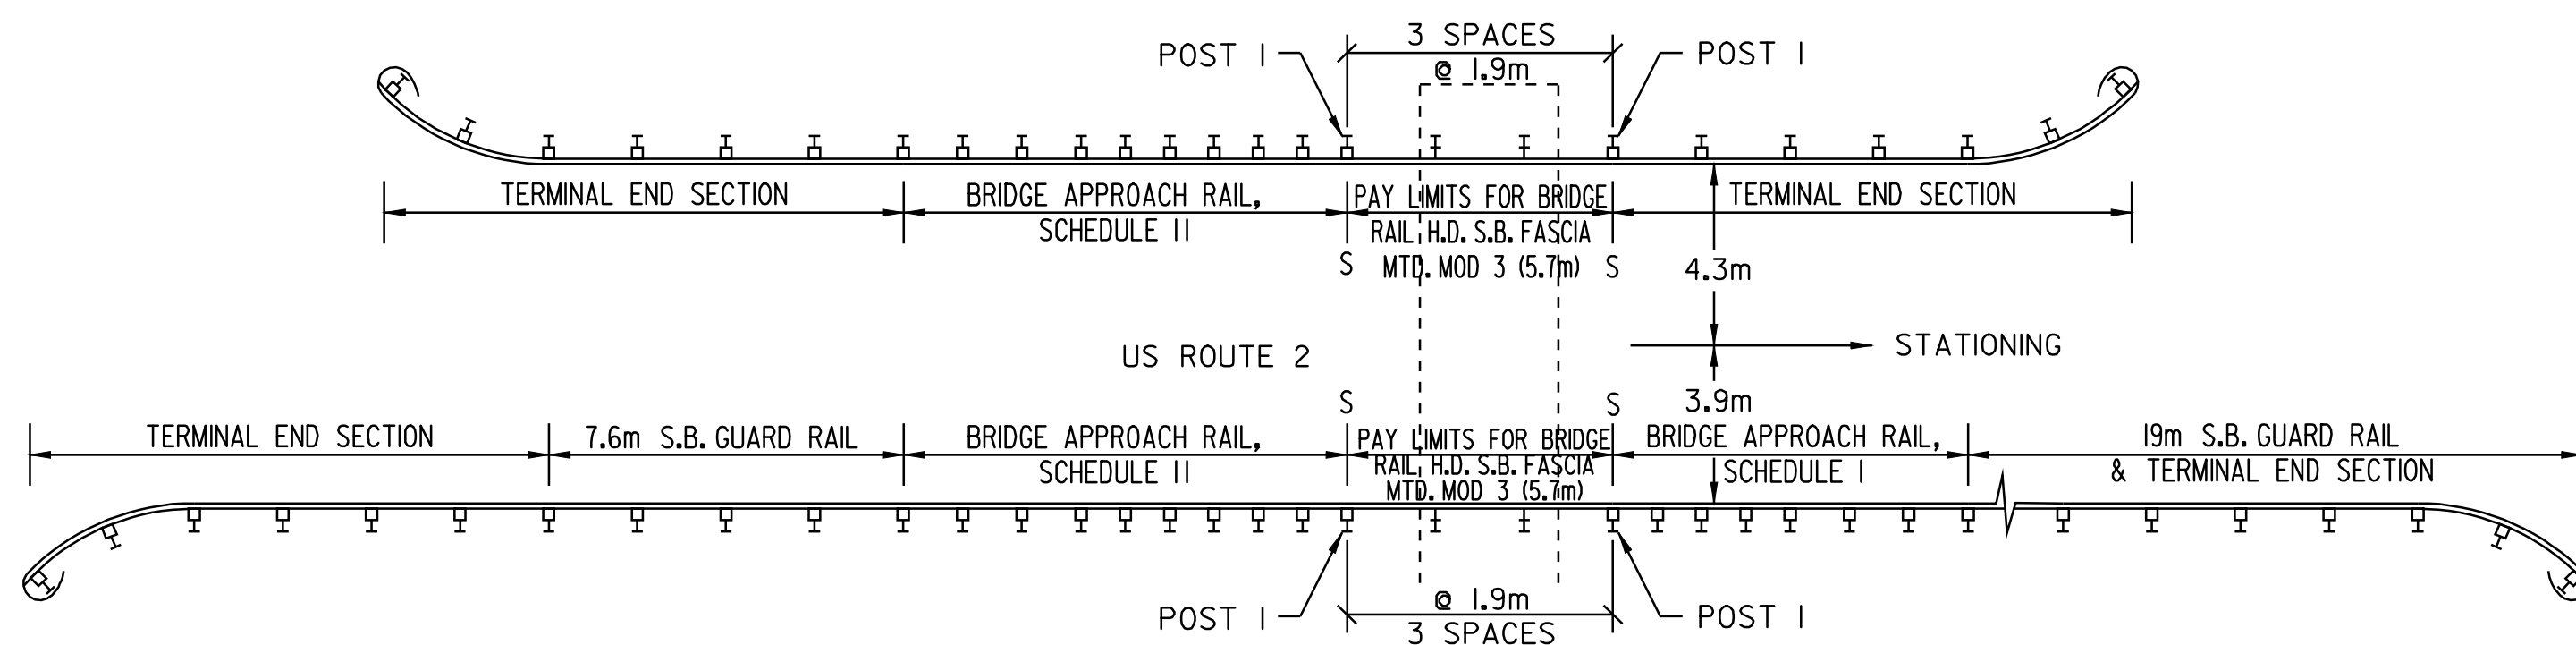 3 SPACES
POST 1
POST 1
@ 1.9m
TERMINAL END SECTION
BRIDGE APPROACH RAIL,
SCHEDULE II
PAY LIMITS FOR BRIDGE
RAIL H.D. S.B. FASCIA
MTD. MOD 3 (5.7m)
TERMINAL END SECTION
S
S
4.3m
US ROUTE 2
STATIONING
S
S
3.9m
TERMINAL END SECTION
7.6m S.B. GUARD RAIL
BRIDGE APPROACH RAIL,
SCHEDULE II
PAY LIMITS FOR BRIDGE
RAIL H.D. S.B. FASCIA
MTD. MOD 3 (5.7m)
BRIDGE APPROACH RAIL,
SCHEDULE I
19m S.B. GUARD RAIL
& TERMINAL END SECTION
POST 1
@ 1.9m
3 SPACES
POST 1